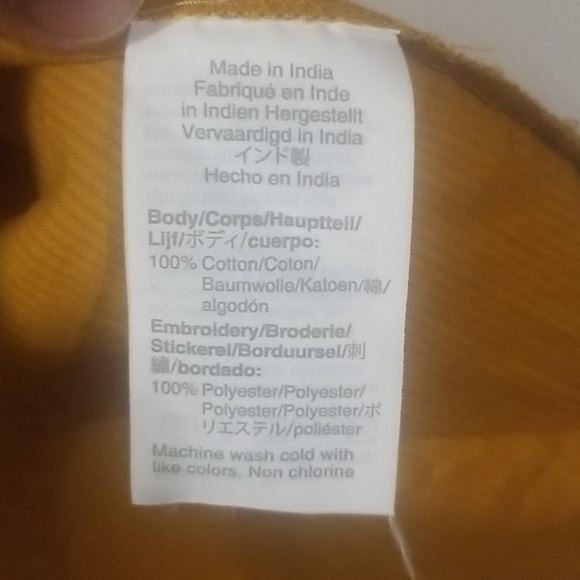 Made in India
Fabriqué en Inde
in Indien Hergestellt
Vervaardigd in India
インド製
Hecho en India
Body/Corps/Hauptteil/
Lijf/ボディ/cuerpo:
100% Cotton/Coton/
Baumwolle/Katoen/綿/
algodón
Embroidery/Broderie/
Stickerei/Borduursel/刺
繍/bordado:
100% Polyester/Polyester/
Polyester/Polyester/ポ
リエステル/poliéster
Machine wash cold with
like colors. Non chlorine